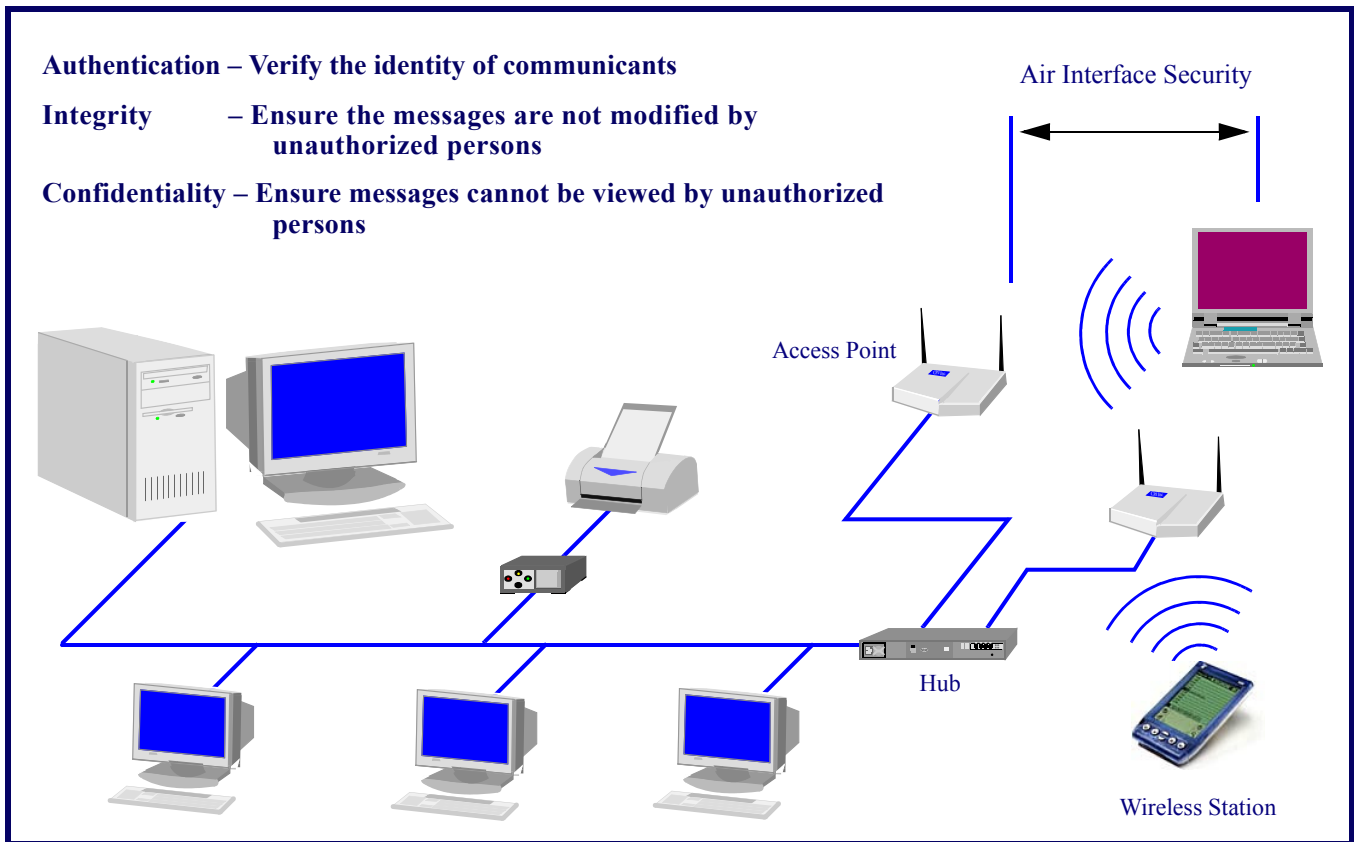 Authentication – Verify the identity of communicants
Integrity – Ensure the messages are not modified by
unauthorized persons
Confidentiality – Ensure messages cannot be viewed by unauthorized
persons
Air Interface Security
Access Point
Hub
Wireless Station